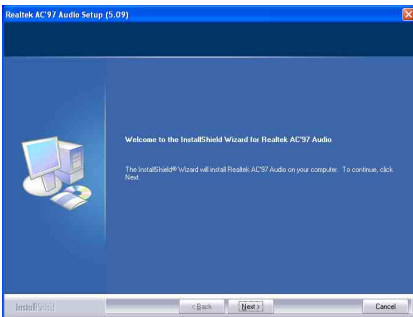 Realtek AC'97 Audio Setup (5.09)
Welcome to the InstallShield Wizard for Realtek AC'97 Audio
The InstallShield® Wizard will install Realtek AC'97 Audio on your computer. To continue, click
Next.
InstallShield
< Back Next > Cancel